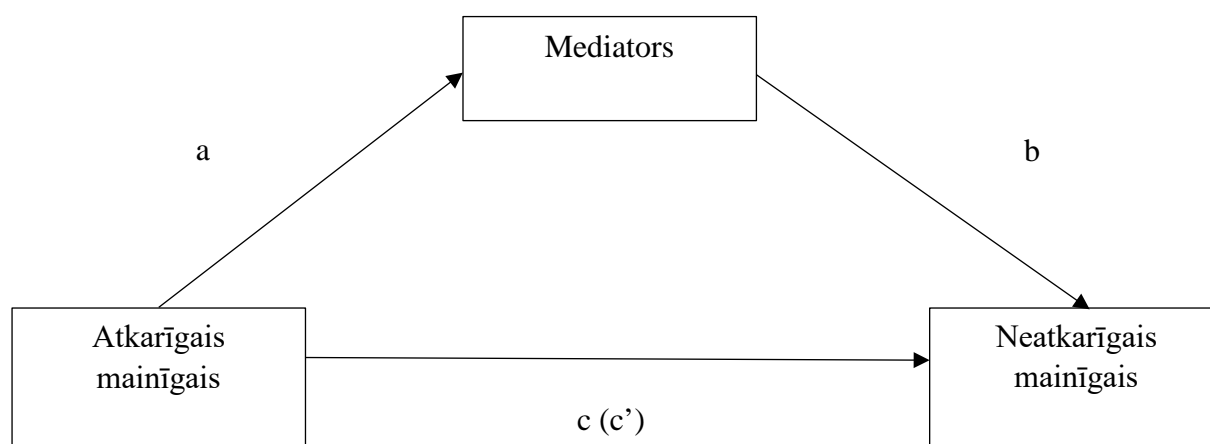 Mediators
a
b
Atkarīgais
mainīgais
Neatkarīgais
mainīgais
c (c’)